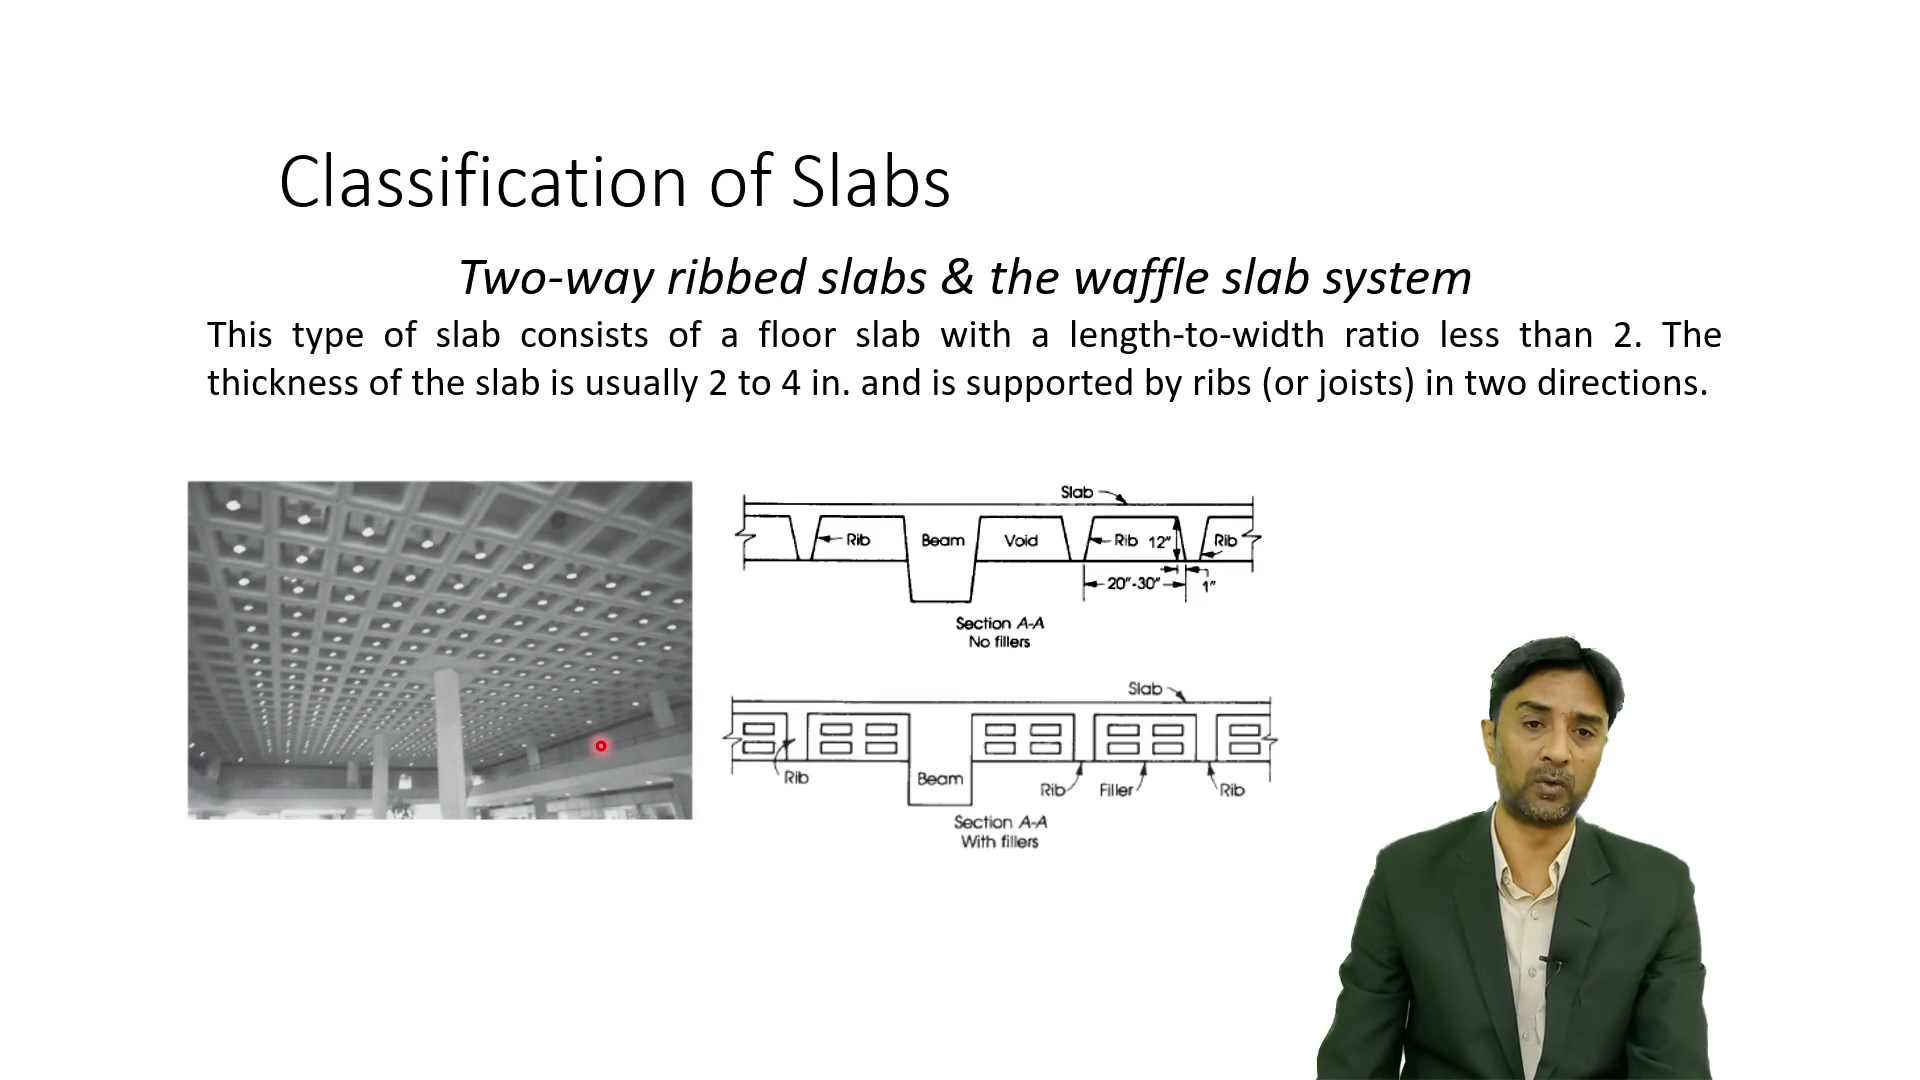 Classification of Slabs
Two-way ribbed slabs & the waffle slab system
This type of slab consists of a floor slab with a length-to-width ratio less than 2. The
thickness of the slab is usually 2 to 4 in. and is supported by ribs (or joists) in two directions.
Slab
Rib
Beam
Void
Rib
12"
Rib
20"-30"
1"
Section A-A
No fillers
Slab
Rib
Beam
Rib
Filler
Rib
Section A-A
With fillers